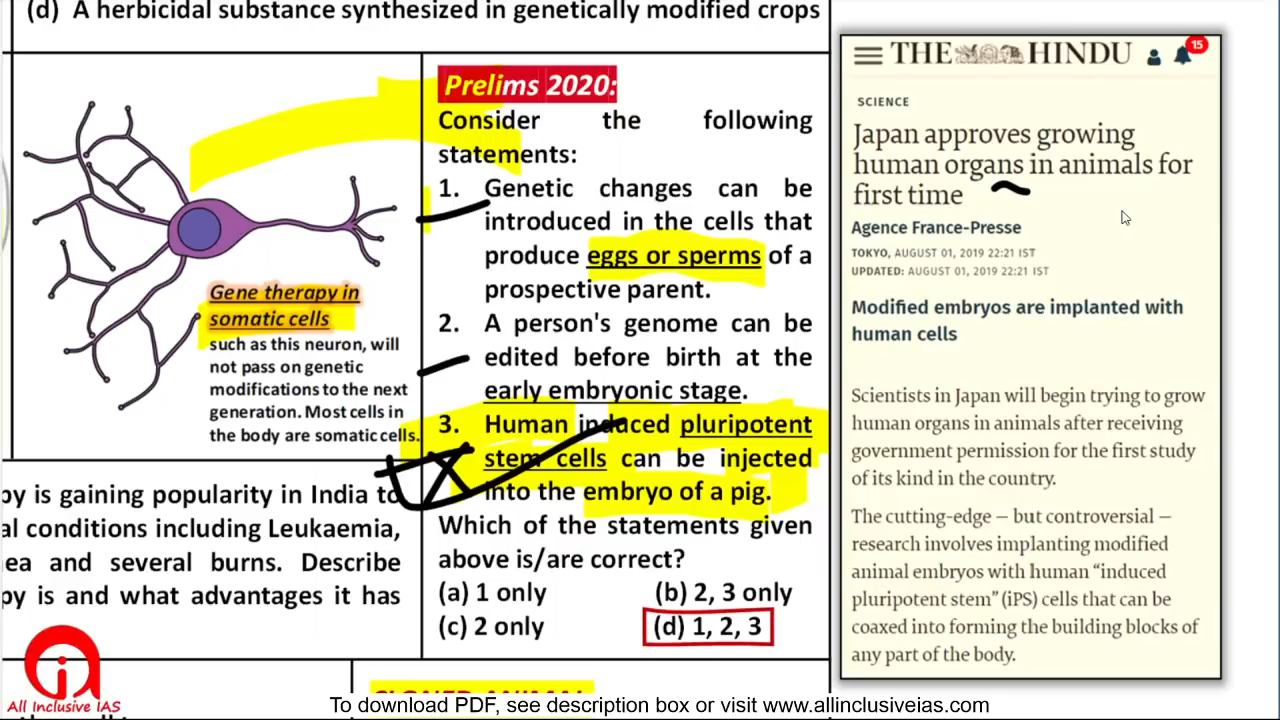 (d) A herbicidal substance synthesized in genetically modified crops
Gene therapy in
somatic cells
such as this neuron, will
not pass on genetic
modifications to the next
generation. Most cells in
the body are somatic cells.
py is gaining popularity in India to
al conditions including Leukaemia,
ea and several burns. Describe
py is and what advantages it has
Prelims 2020:
Consider the following
statements:
1. Genetic changes can be
introduced in the cells that
produce eggs or sperms of a
prospective parent.
2. A person's genome can be
edited before birth at the
early embryonic stage.
3. Human induced pluripotent
stem cells can be injected
into the embryo of a pig.
Which of the statements given
above is/are correct?
(a) 1 only (b) 2, 3 only
(c) 2 only (d) 1, 2, 3
THE HINDU
15
SCIENCE
Japan approves growing
human organs in animals for
first time
Agence France-Presse
TOKYO, AUGUST 01, 2019 22:21 IST
UPDATED: AUGUST 01, 2019 22:21 IST
Modified embryos are implanted with
human cells
Scientists in Japan will begin trying to grow
human organs in animals after receiving
government permission for the first study
of its kind in the country.
The cutting-edge — but controversial —
research involves implanting modified
animal embryos with human “induced
pluripotent stem” (iPS) cells that can be
coaxed into forming the building blocks of
any part of the body.
All Inclusive IAS
To download PDF, see description box or visit www.allinclusiveias.com